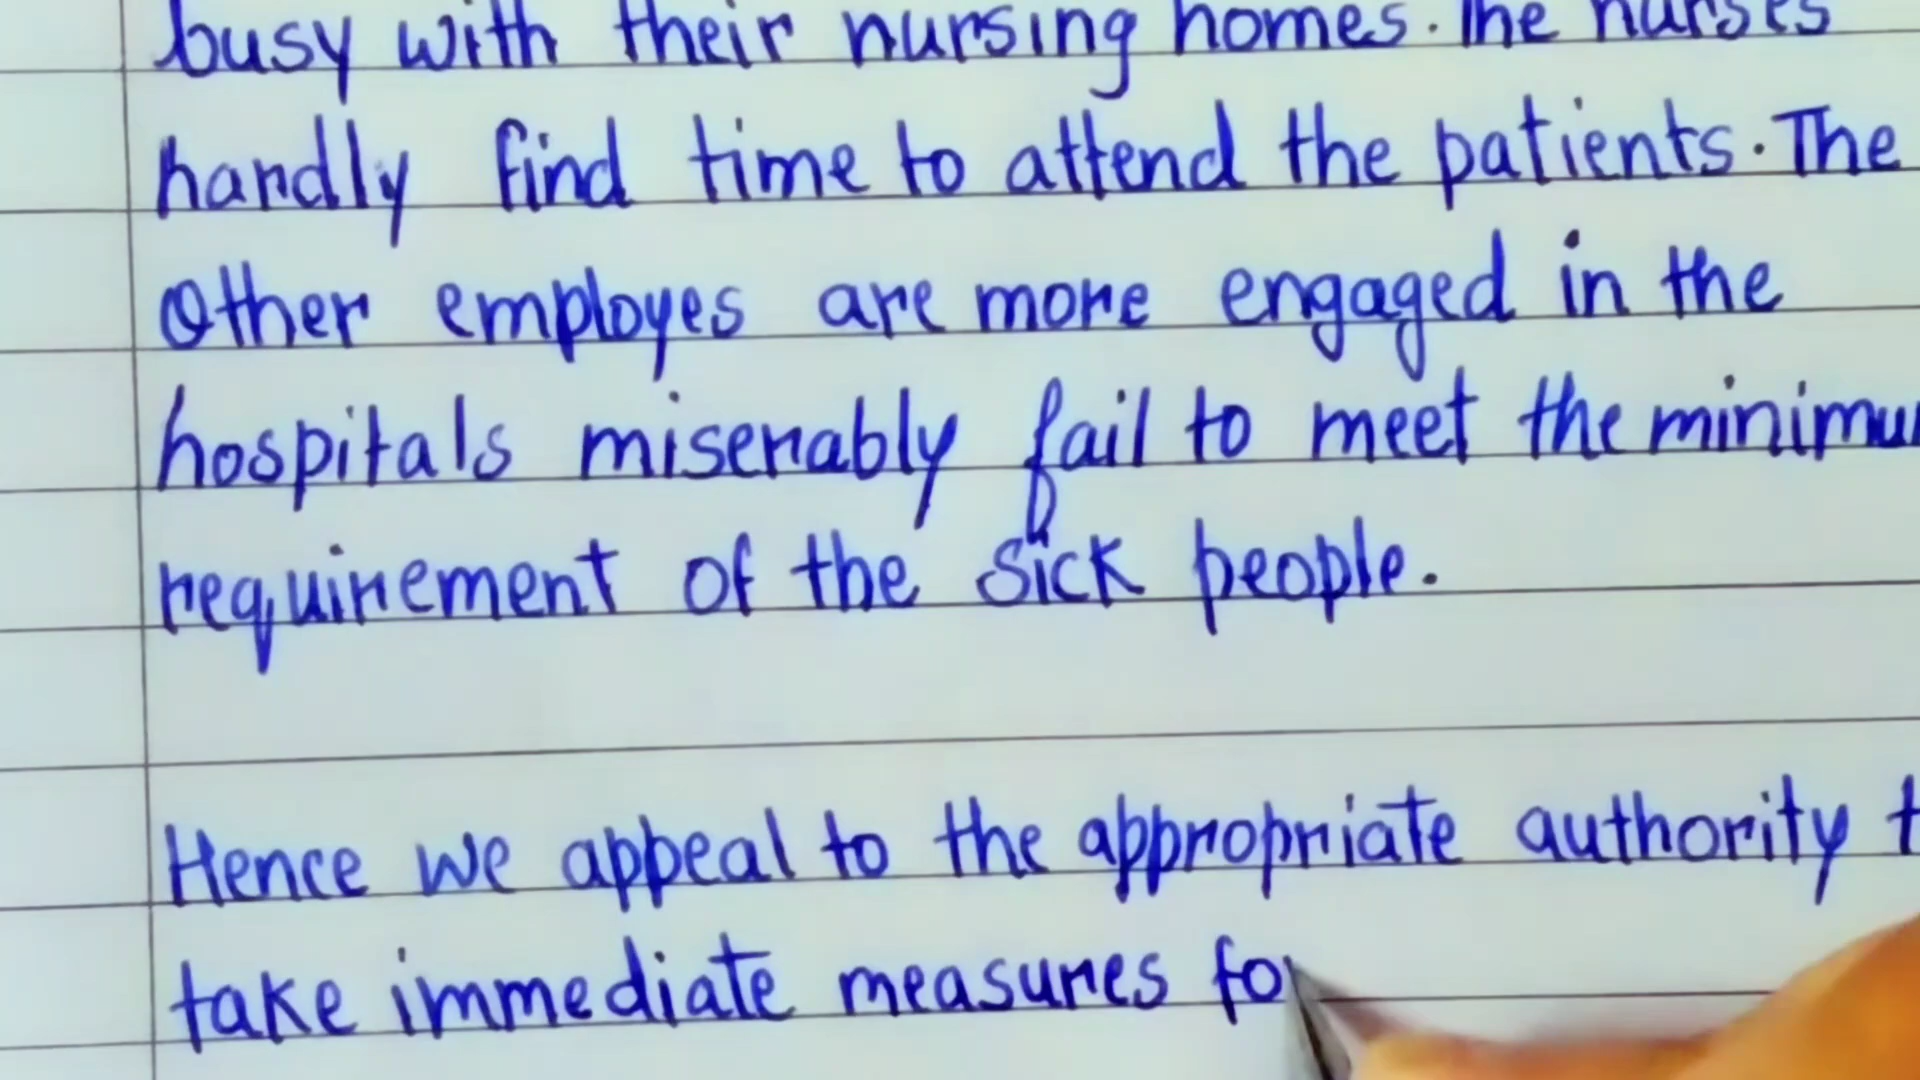 busy with their nursing homes. The nurses
hardly find time to attend the patients. The
Other employes are more engaged in the
hospitals miserably fail to meet the minimu
requirement of the sick people.
Hence we appeal to the appropriate authority t
take immediate measures fo